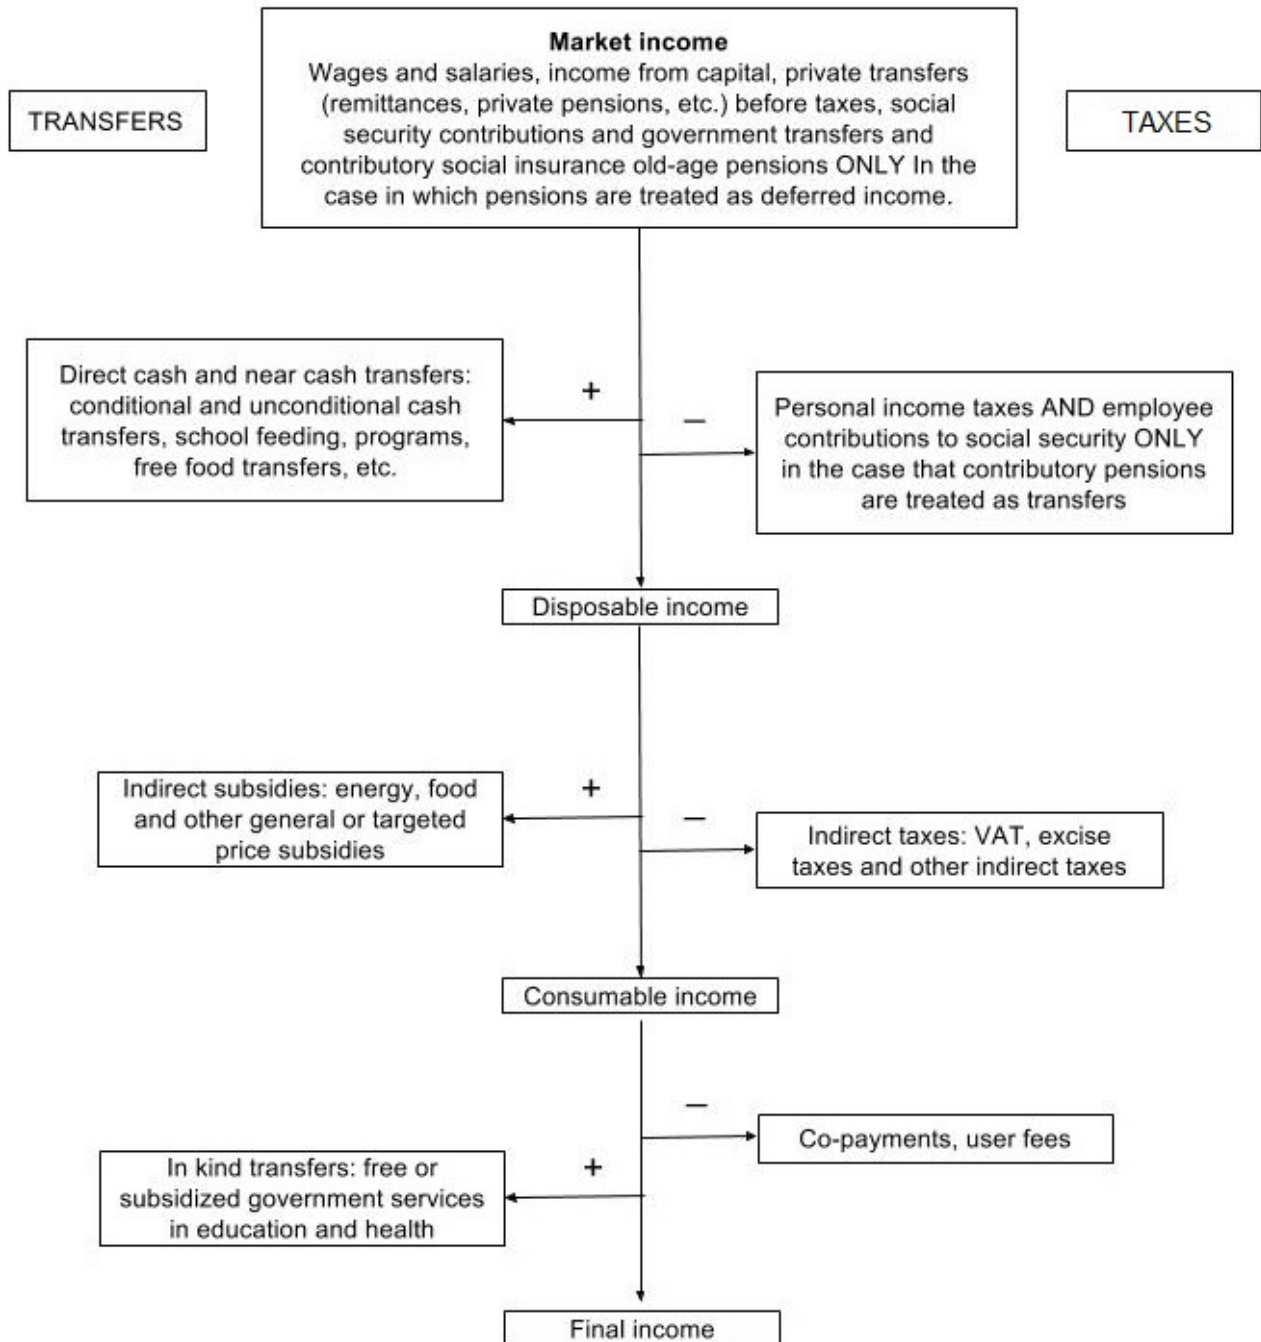 Market income
Wages and salaries, income from capital, private transfers
(remittances, private pensions, etc.) before taxes, social
security contributions and government transfers and
contributory social insurance old-age pensions ONLY In the
case in which pensions are treated as deferred income.
TRANSFERS
TAXES
Direct cash and near cash transfers:
conditional and unconditional cash
transfers, school feeding, programs,
free food transfers, etc.
+
–
Personal income taxes AND employee
contributions to social security ONLY
in the case that contributory pensions
are treated as transfers
Disposable income
Indirect subsidies: energy, food
and other general or targeted
price subsidies
+
–
Indirect taxes: VAT, excise
taxes and other indirect taxes
Consumable income
–
Co-payments, user fees
In kind transfers: free or
subsidized government services
in education and health
+
Final income